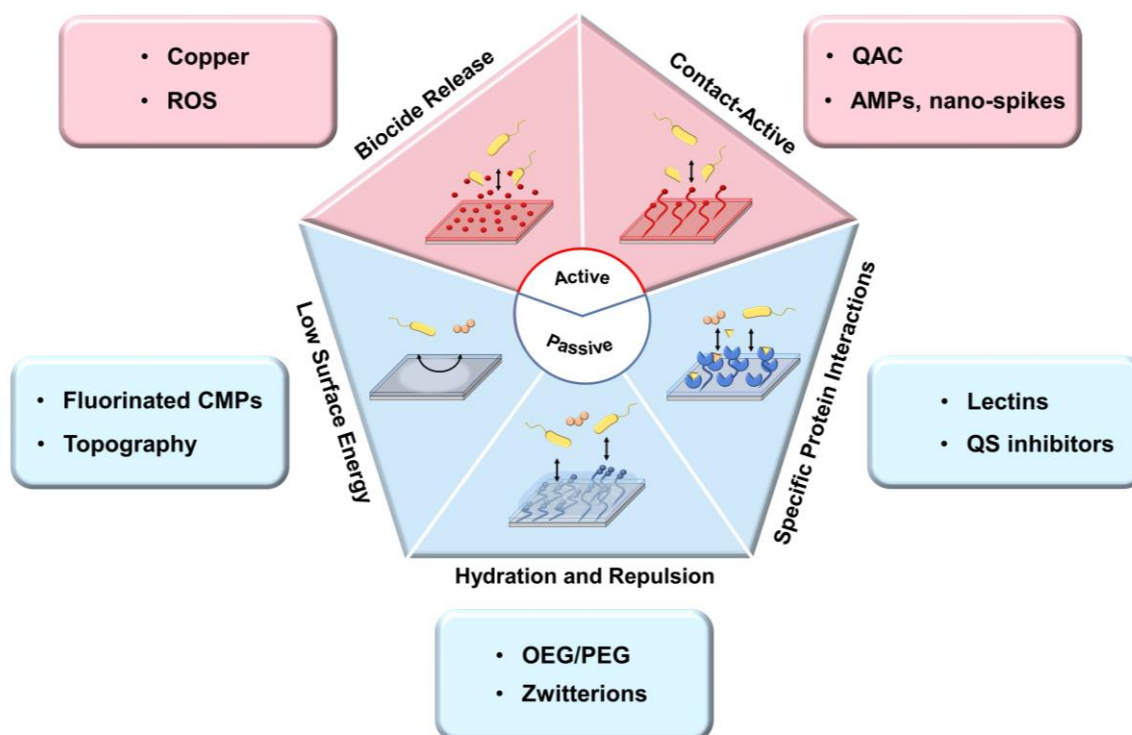 • Copper
• ROS
Biocide Release
Contact-Active
• QAC
• AMPs, nano-spikes
Active
Passive
Low Surface Energy
• Fluorinated CMPs
• Topography
Specific Protein Interactions
• Lectins
• QS inhibitors
Hydration and Repulsion
• OEG/PEG
• Zwitterions